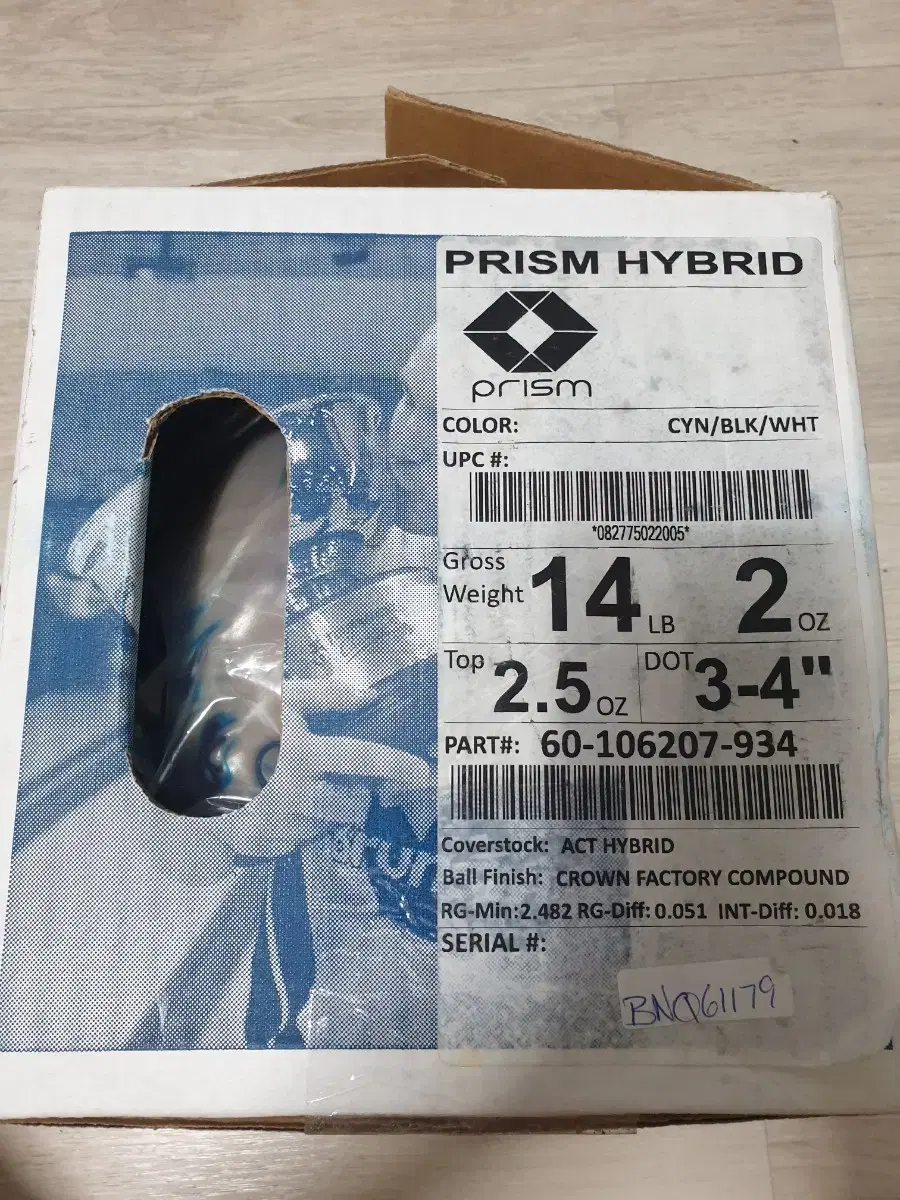 PRISM HYBRID
prism
COLOR: CYN/BLK/WHT
UPC #:
*082775022005*
Gross Weight 14 LB 2 OZ
Top 2.5 OZ DOT 3-4"
PART#: 60-106207-934
Coverstock: ACT HYBRID
Ball Finish: CROWN FACTORY COMPOUND
RG-Min:2.482 RG-Diff: 0.051 INT-Diff: 0.018
SERIAL #:
BNQ61179